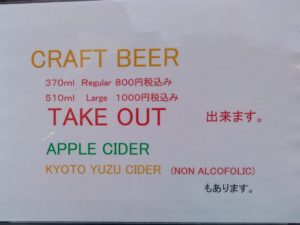 CRAFT BEER
370ml Regular 800円税込み
510ml Large 1000円税込み
TAKE OUT 出来ます。
APPLE CIDER
KYOTO YUZU CIDER (NON ALCOFOLIC)
もあります。